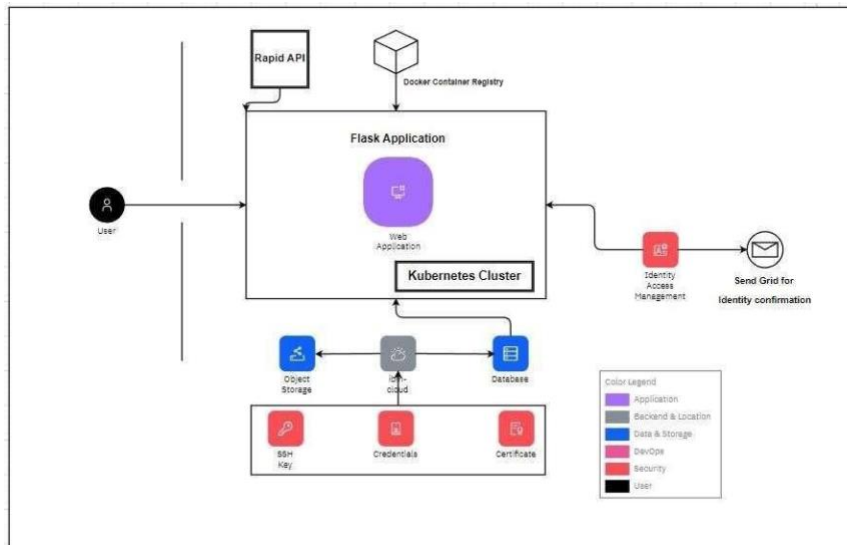 Rapid API
Docker Container Registry
Flask Application
Web
Application
Kubernetes Cluster
User
Identity
Access
Management
Send Grid for
Identity confirmation
Object
Storage
cloud
Database
SSH
Key
Credentials
Certificate
Color Legend
Application
Backend & Location
Data & Storage
DevOps
Security
User